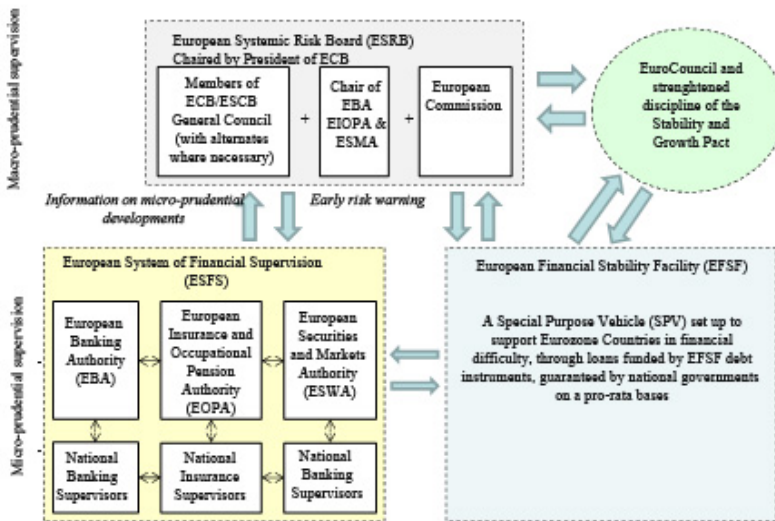 Macro-prudential supervision
European Systemic Risk Board (ESRB)
Chaired by President of ECB
Members of
ECB/ESCB
General Council
(with alternates
where necessary)
+
Chair of
EBA
EIOPA &
ESMA
+
European
Commission
EuroCouncil and
strenghtened
discipline of the
Stability and
Growth Pact
Information on micro-prudential
developments
Early risk warning
Micro-prudential supervision
European System of Financial Supervision
(ESFS)
European
Banking
Authority
(EBA)
European
Insurance and
Occupational
Pension
Authority
(EOPA)
European
Securities
and Markets
Authority
(ESWA)
National
Banking
Supervisors
National
Insurance
Supervisors
National
Banking
Supervisors
European Financial Stability Facility (EFSF)
A Special Purpose Vehicle (SPV) set up to
support Eurozone Countries in financial
difficulty, through loans funded by EFSF debt
instruments, guaranteed by national governments
on a pro-rata bases